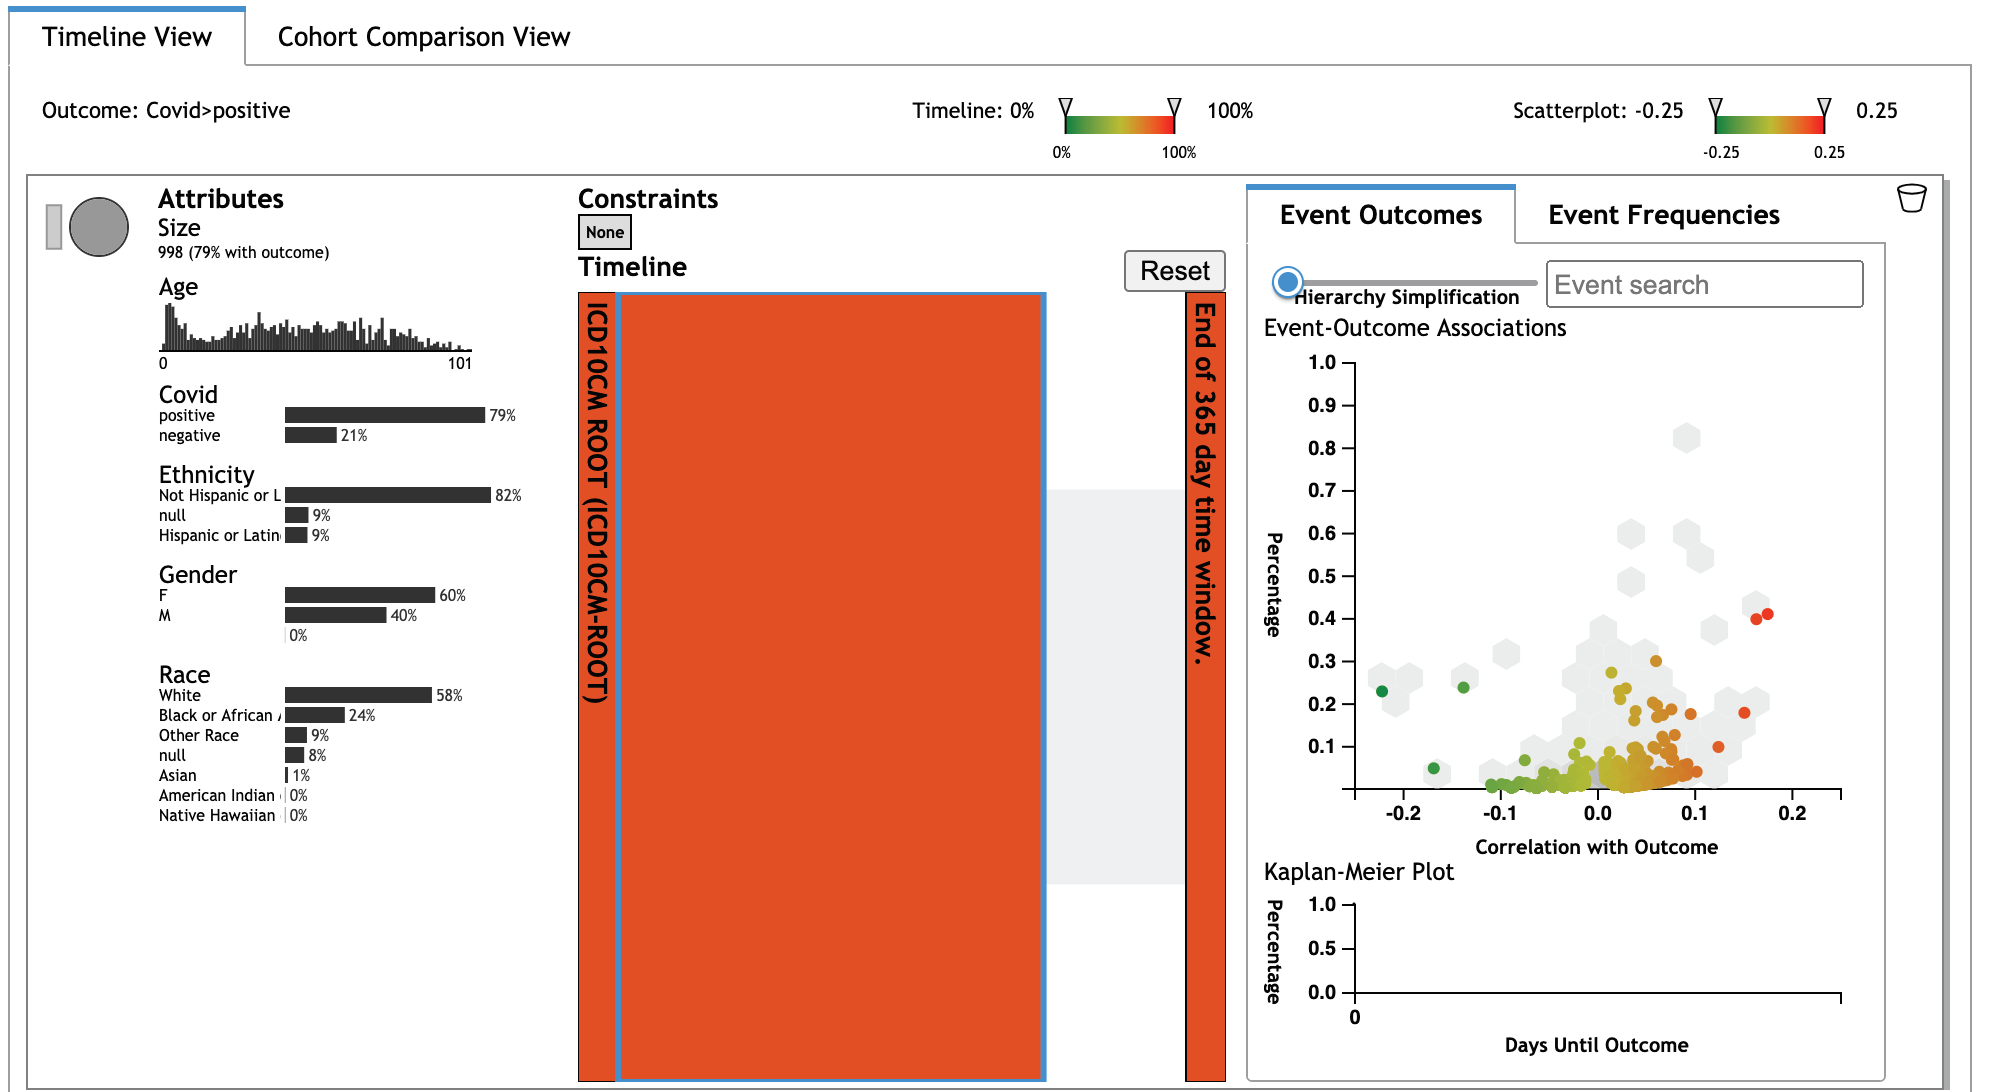 Timeline View
Cohort Comparison View
Outcome: Covid>positive
Timeline: 0%
100%
0%
100%
Scatterplot: -0.25
0.25
-0.25
0.25
Attributes
Size
998 (79% with outcome)
Age
0
101
Covid
positive 79%
negative 21%
Ethnicity
Not Hispanic or L 82%
null 9%
Hispanic or Latin 9%
Gender
F 60%
M 40%
0%
Race
White 58%
Black or African 24%
Other Race 9%
null 8%
Asian 1%
American Indian 0%
Native Hawaiian 0%
Constraints
None
Timeline
Reset
ICD10CM ROOT (ICD10CM-ROOT)
End of 365 day time window.
Event Outcomes
Event Frequencies
Hierarchy Simplification
Event search
Event-Outcome Associations
1.0
0.9
0.8
0.7
0.6
0.5
0.4
0.3
0.2
0.1
Percentage
-0.2
-0.1
0.0
0.1
0.2
Correlation with Outcome
Kaplan-Meier Plot
1.0
0.5
0.0
Percentage
0
Days Until Outcome